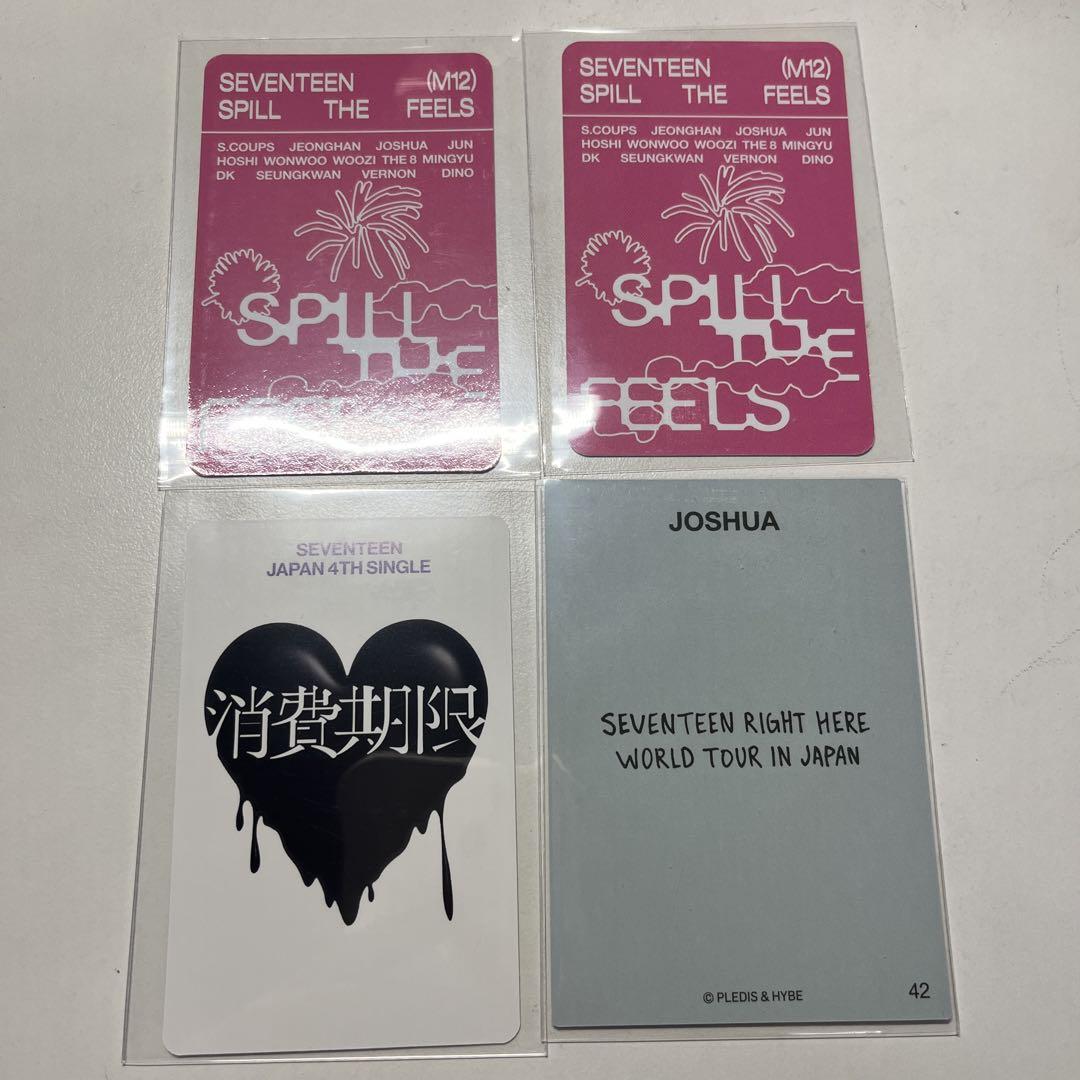 SEVENTEEN (M12)
SPILL THE FEELS
S.COUPS JEONGHAN JOSHUA JUN
HOSHI WONWOO WOOZI THE 8 MINGYU
DK SEUNGKWAN VERNON DINO
SPILL
THE
FEELS
SEVENTEEN (M12)
SPILL THE FEELS
S.COUPS JEONGHAN JOSHUA JUN
HOSHI WONWOO WOOZI THE 8 MINGYU
DK SEUNGKWAN VERNON DINO
SPILL
THE
FEELS
SEVENTEEN
JAPAN 4TH SINGLE
消費期限
JOSHUA
SEVENTEEN RIGHT HERE
WORLD TOUR IN JAPAN
© PLEDIS & HYBE
42